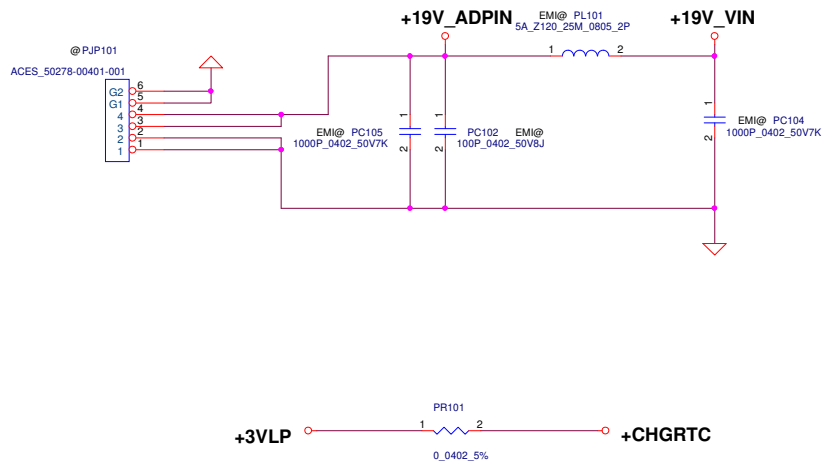 +19V_ADPIN
EMI@ PL101
5A_Z120_25M_0805_2P
+19V_VIN
1 2
@ PJP101
ACES_50278-00401-001
G2 6
G1 5
4 4
3 3
2 2
1 1
1 1 1
EMI@ PC105
1000P_0402_50V7K
PC102 EMI@
100P_0402_50V8J
EMI@ PC104
1000P_0402_50V7K
2 2 2
PR101
+3VLP
1 2
+CHGRTC
0_0402_5%